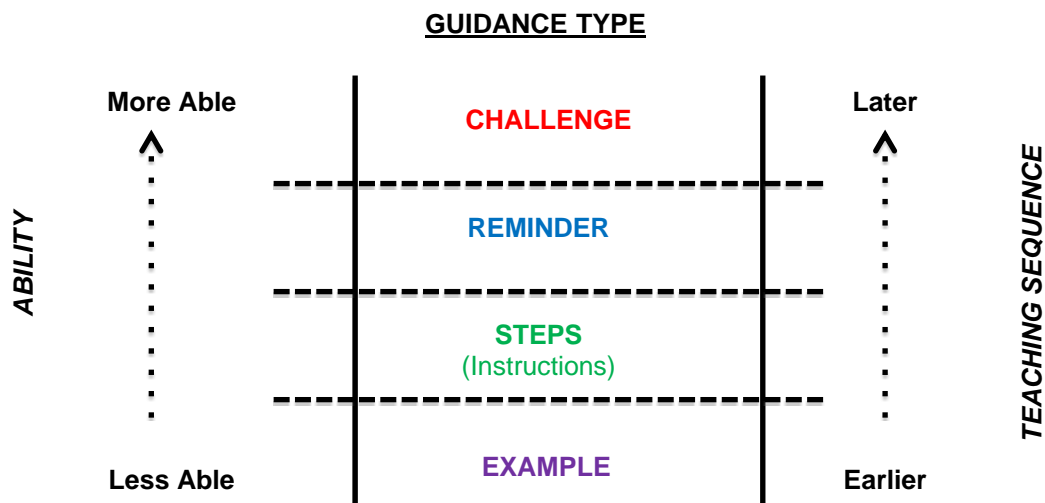 GUIDANCE TYPE
More Able
CHALLENGE
Later
ABILITY
REMINDER
TEACHING SEQUENCE
STEPS
(Instructions)
Less Able
EXAMPLE
Earlier